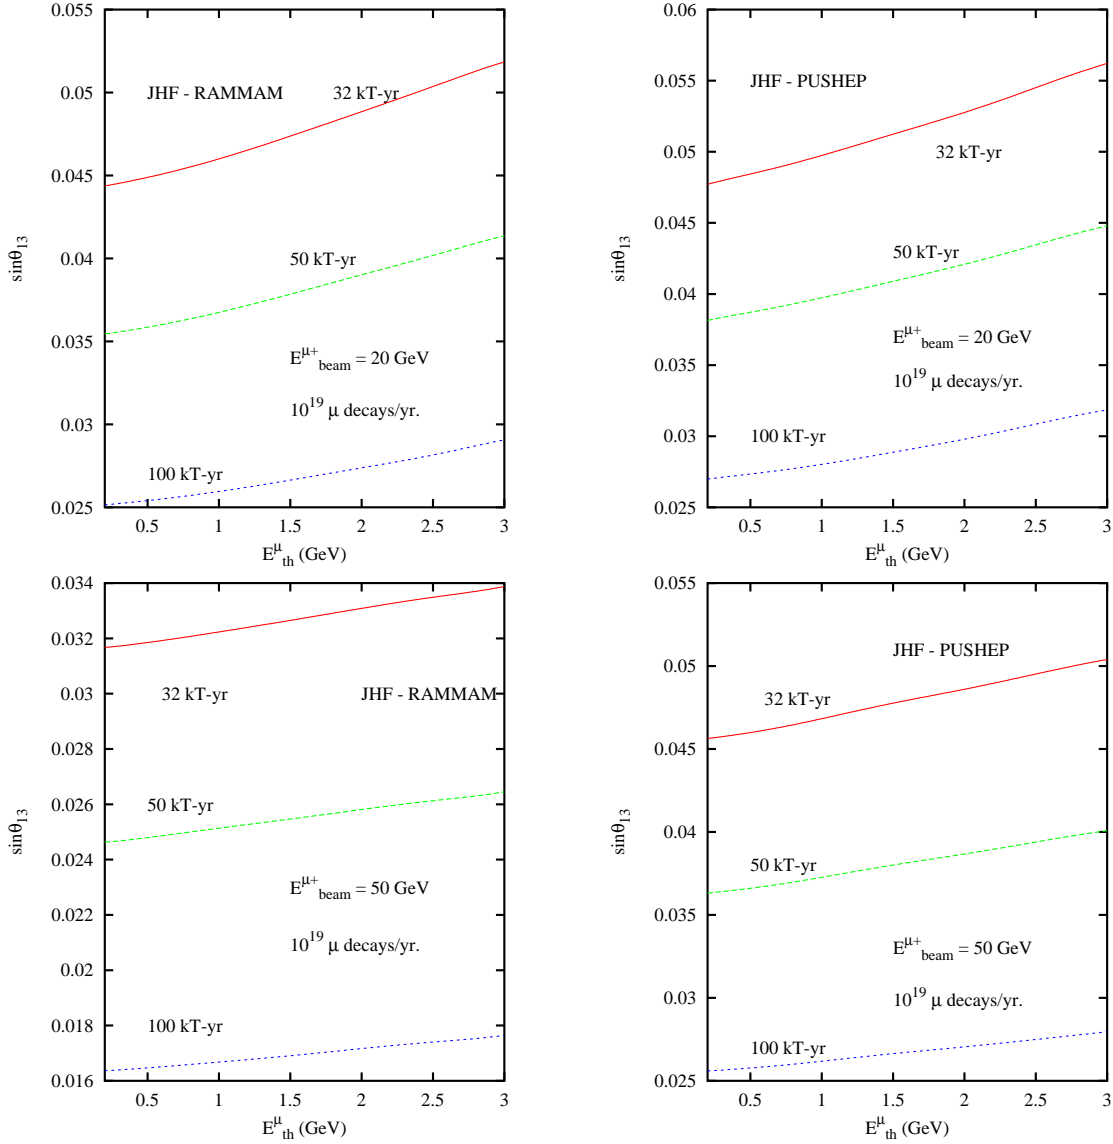 0.055
0.05
0.045
0.04
0.035
0.03
0.025
sinθ13
JHF - RAMMAM
32 kT-yr
50 kT-yr
E^μ+_beam = 20 GeV
10^19 μ decays/yr.
100 kT-yr
0.5 1 1.5 2 2.5 3
E^μ_th (GeV)
0.06
0.055
0.05
0.045
0.04
0.035
0.03
0.025
sinθ13
JHF - PUSHEP
32 kT-yr
50 kT-yr
E^μ+_beam = 20 GeV
10^19 μ decays/yr.
100 kT-yr
0.5 1 1.5 2 2.5 3
E^μ_th (GeV)
0.034
0.032
0.03
0.028
0.026
0.024
0.022
0.02
0.018
0.016
sinθ13
32 kT-yr
JHF - RAMMAM
50 kT-yr
E^μ+_beam = 50 GeV
10^19 μ decays/yr.
100 kT-yr
0.5 1 1.5 2 2.5 3
E^μ_th (GeV)
0.055
0.05
0.045
0.04
0.035
0.03
0.025
sinθ13
JHF - PUSHEP
32 kT-yr
50 kT-yr
E^μ+_beam = 50 GeV
10^19 μ decays/yr.
100 kT-yr
0.5 1 1.5 2 2.5 3
E^μ_th (GeV)